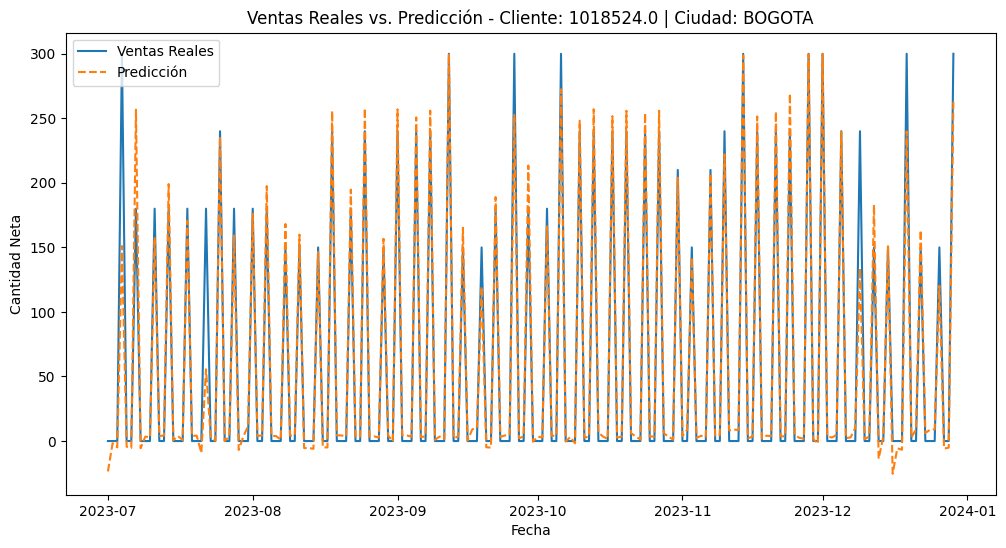 Ventas Reales vs. Predicción - Cliente: 1018524.0 | Ciudad: BOGOTA
Ventas Reales
Predicción
Cantidad Neta
300
250
200
150
100
50
0
2023-07
2023-08
2023-09
2023-10
2023-11
2023-12
2024-01
Fecha